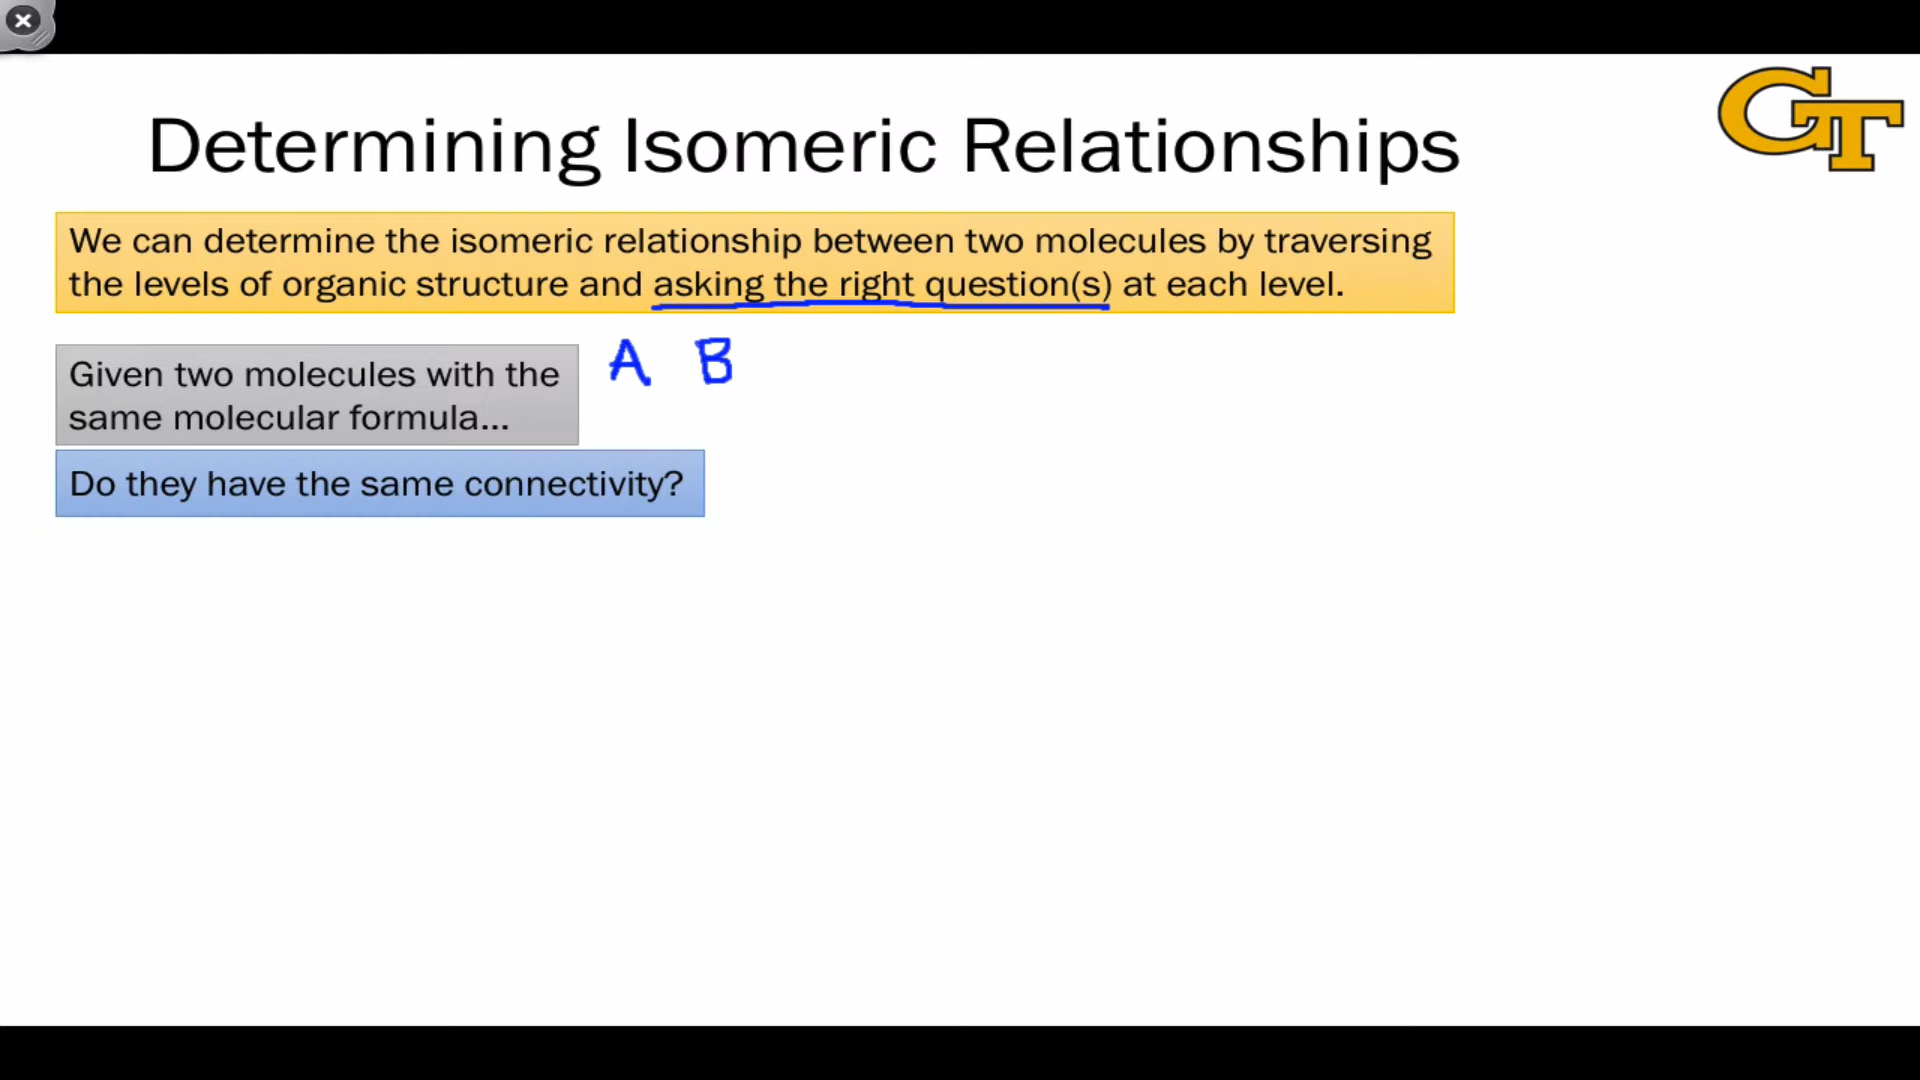 GT
Determining Isomeric Relationships
We can determine the isomeric relationship between two molecules by traversing
the levels of organic structure and asking the right question(s) at each level.
Given two molecules with the
same molecular formula...
A B
Do they have the same connectivity?